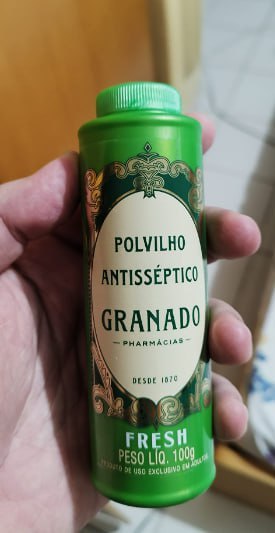 POLVILHO
ANTISSÉPTICO
GRANADO
PHARMÁCIAS
DESDE 1870
FRESH
PESO LÍQ. 100g
PRODUTO DE USO EXCLUSIVO EM ADULTOS